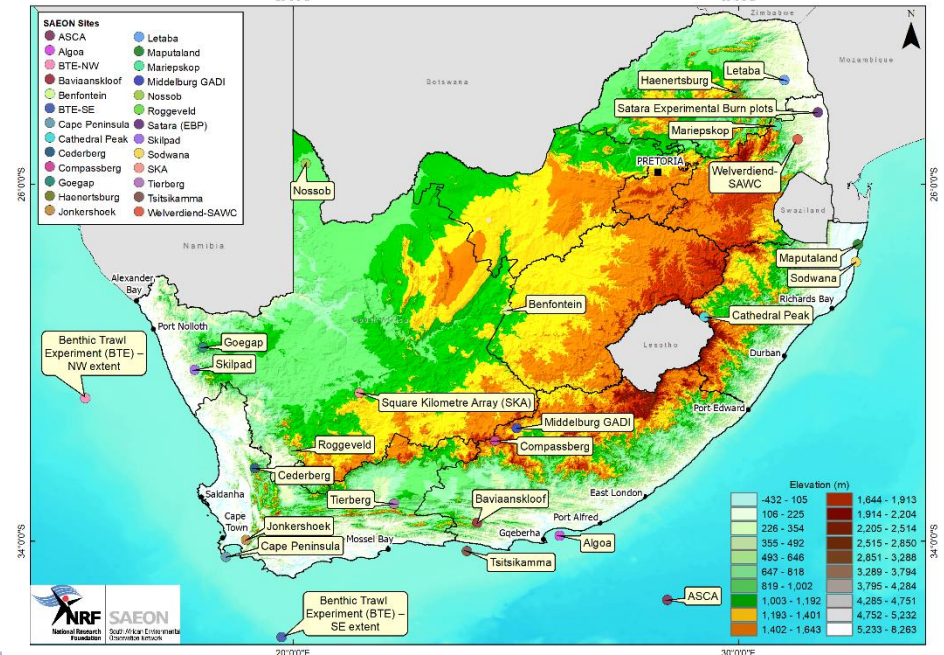 Zimbabwe
N
SAEON Sites
ASCA
Algoa
BTE-NW
Baviaanskloof
Benfontein
BTE-SE
Cape Peninsula
Cathedral Peak
Cederberg
Compassberg
Goegap
Haenertsburg
Jonkershoek
Letaba
Maputaland
Mariepskop
Middelburg GADI
Nossob
Roggeveld
Satara (EBP)
Skilpad
Sodwana
SKA
Tierberg
Tsitsikamma
Welverdiend-SAWC
Botswana
Mozambique
Letaba
Haenertsburg
Satara Experimental Burn plots
Mariepskop
PRETORIA
Welverdiend-
SAWC
Nossob
26°0'0"S
26°0'0"S
Swaziland
Namibia
Maputaland
Sodwana
Alexander
Bay
Richards Bay
Benfontein
Cathedral Peak
Port Nolloth
Lesotho
Goegap
Durban
Benthic Trawl
Experiment (BTE) –
NW extent
Skilpad
Square Kilometre Array (SKA)
Port Edward
Middelburg GADI
Compassberg
Roggeveld
Cederberg
Saldanha
Tierberg
Baviaanskloof
East London
Cape
Town
Jonkershoek
Mossel Bay
Gqeberha
Port Alfred
Algoa
34°0'0"S
34°0'0"S
Cape Peninsula
Tsitsikamma
ASCA
Benthic Trawl
Experiment (BTE) –
SE extent
Elevation (m)
-432 - 105
106 - 225
226 - 354
355 - 492
493 - 646
647 - 818
819 - 1,002
1,003 - 1,192
1,193 - 1,401
1,402 - 1,643
1,644 - 1,913
1,914 - 2,204
2,205 - 2,514
2,515 - 2,850
2,851 - 3,288
3,289 - 3,794
3,795 - 4,284
4,285 - 4,751
4,752 - 5,232
5,233 - 8,263
NRF
National Research
Foundation
SAEON
South African Environmental
Observation Network
20°0'0"E
30°0'0"E